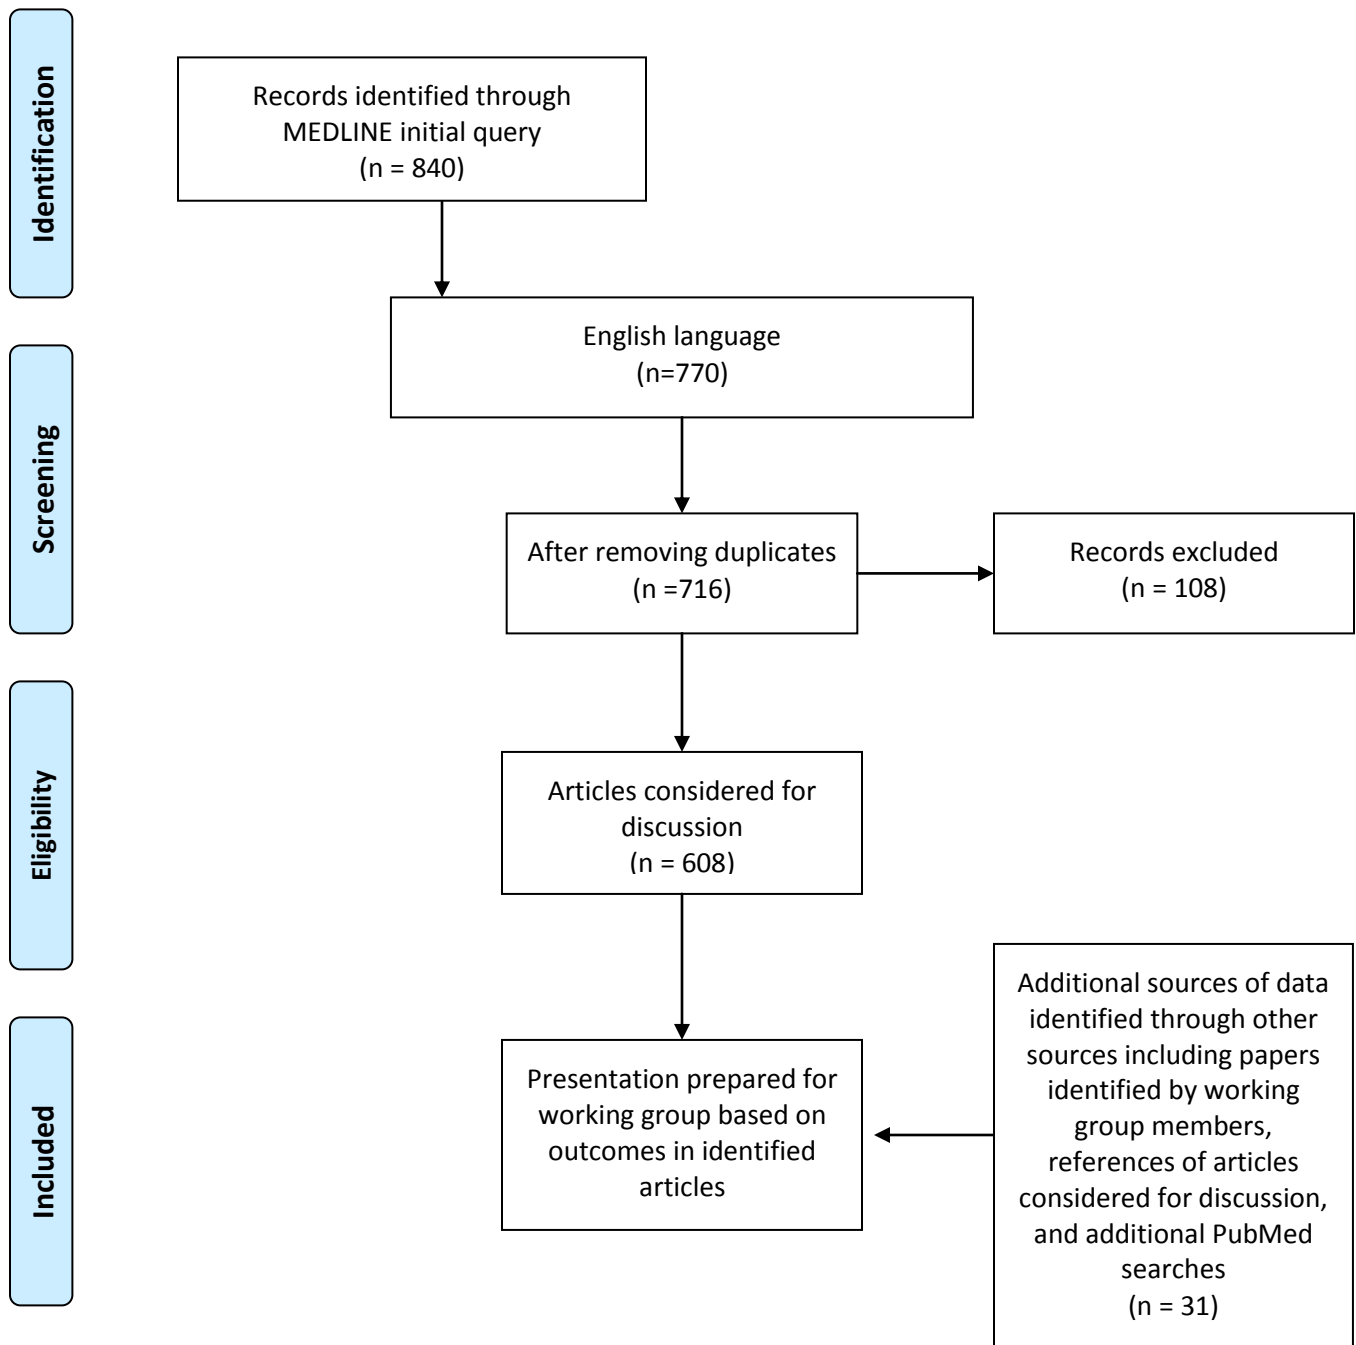 Identification
Records identified through
MEDLINE initial query
(n = 840)
English language
(n=770)
Screening
After removing duplicates
(n =716)
Records excluded
(n = 108)
Eligibility
Articles considered for
discussion
(n = 608)
Included
Presentation prepared for
working group based on
outcomes in identified
articles
Additional sources of data
identified through other
sources including papers
identified by working
group members,
references of articles
considered for discussion,
and additional PubMed
searches
(n = 31)